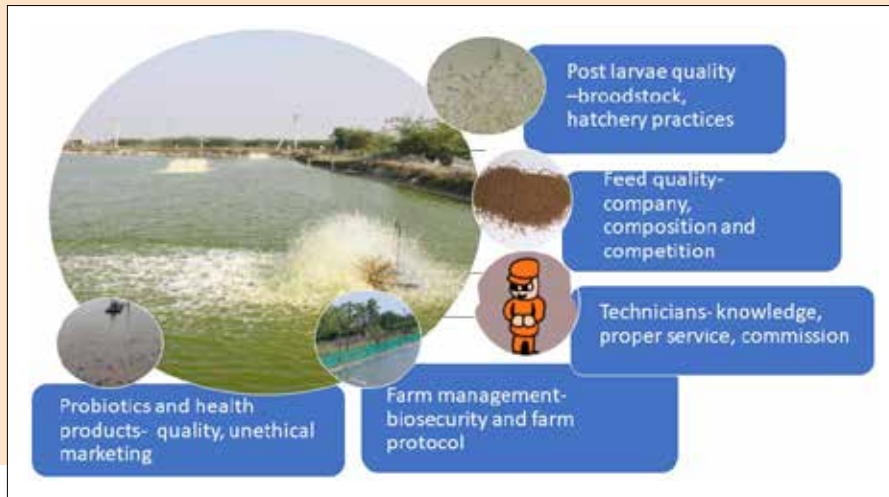 Post larvae quality
–broodstock,
hatchery practices
Feed quality-
company,
composition and
competition
Technicians- knowledge,
proper service, commission
Farm management-
biosecurity and farm
protocol
Probiotics and health
products- quality, unethical
marketing